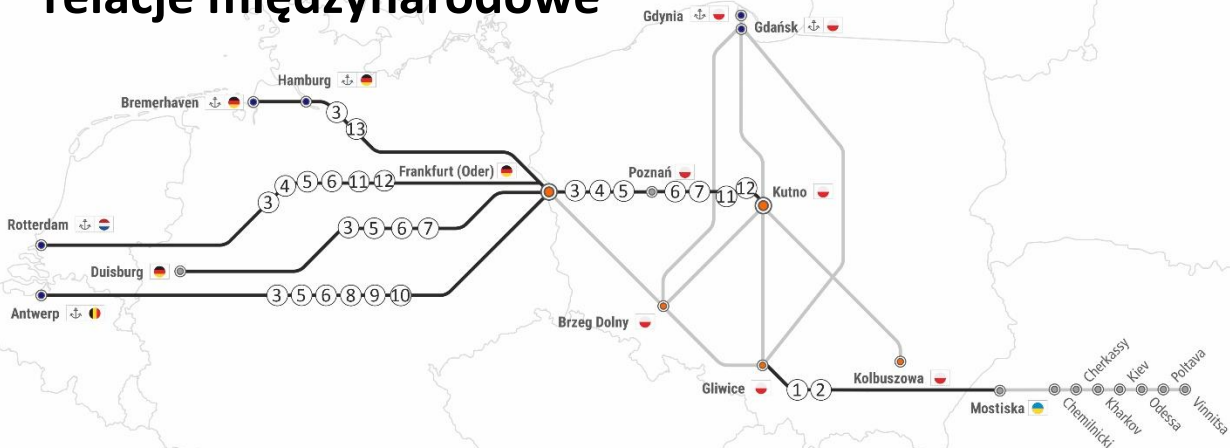 relacje międzynarodowe
Gdynia
Gdańsk
Hamburg
Bremerhaven
3
13
Frankfurt (Oder)
3 4 5 6 11 12
Poznań
3 4 5 6 7 11 12
Kutno
Rotterdam
3 5 6 7
Duisburg
3 5 6 8 9 10
Antwerp
Brzeg Dolny
Gliwice
1 2
Kolbuszowa
Mostiska
Chemilnicki
Cherkassy
Kharkov
Kiev
Odessa
Poltava
Vinnitsa